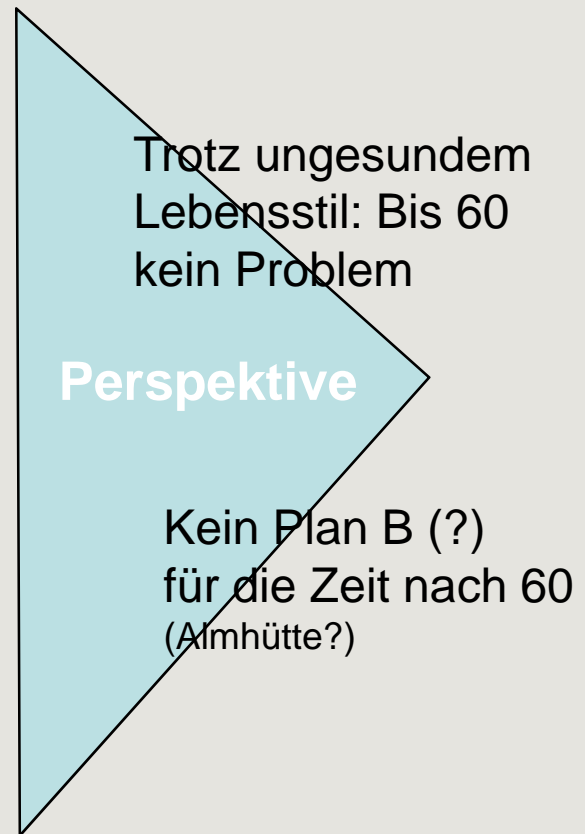 Trotz ungesundem
Lebensstil: Bis 60
kein Problem
Perspektive
Kein Plan B (?)
für die Zeit nach 60
(Almhütte?)